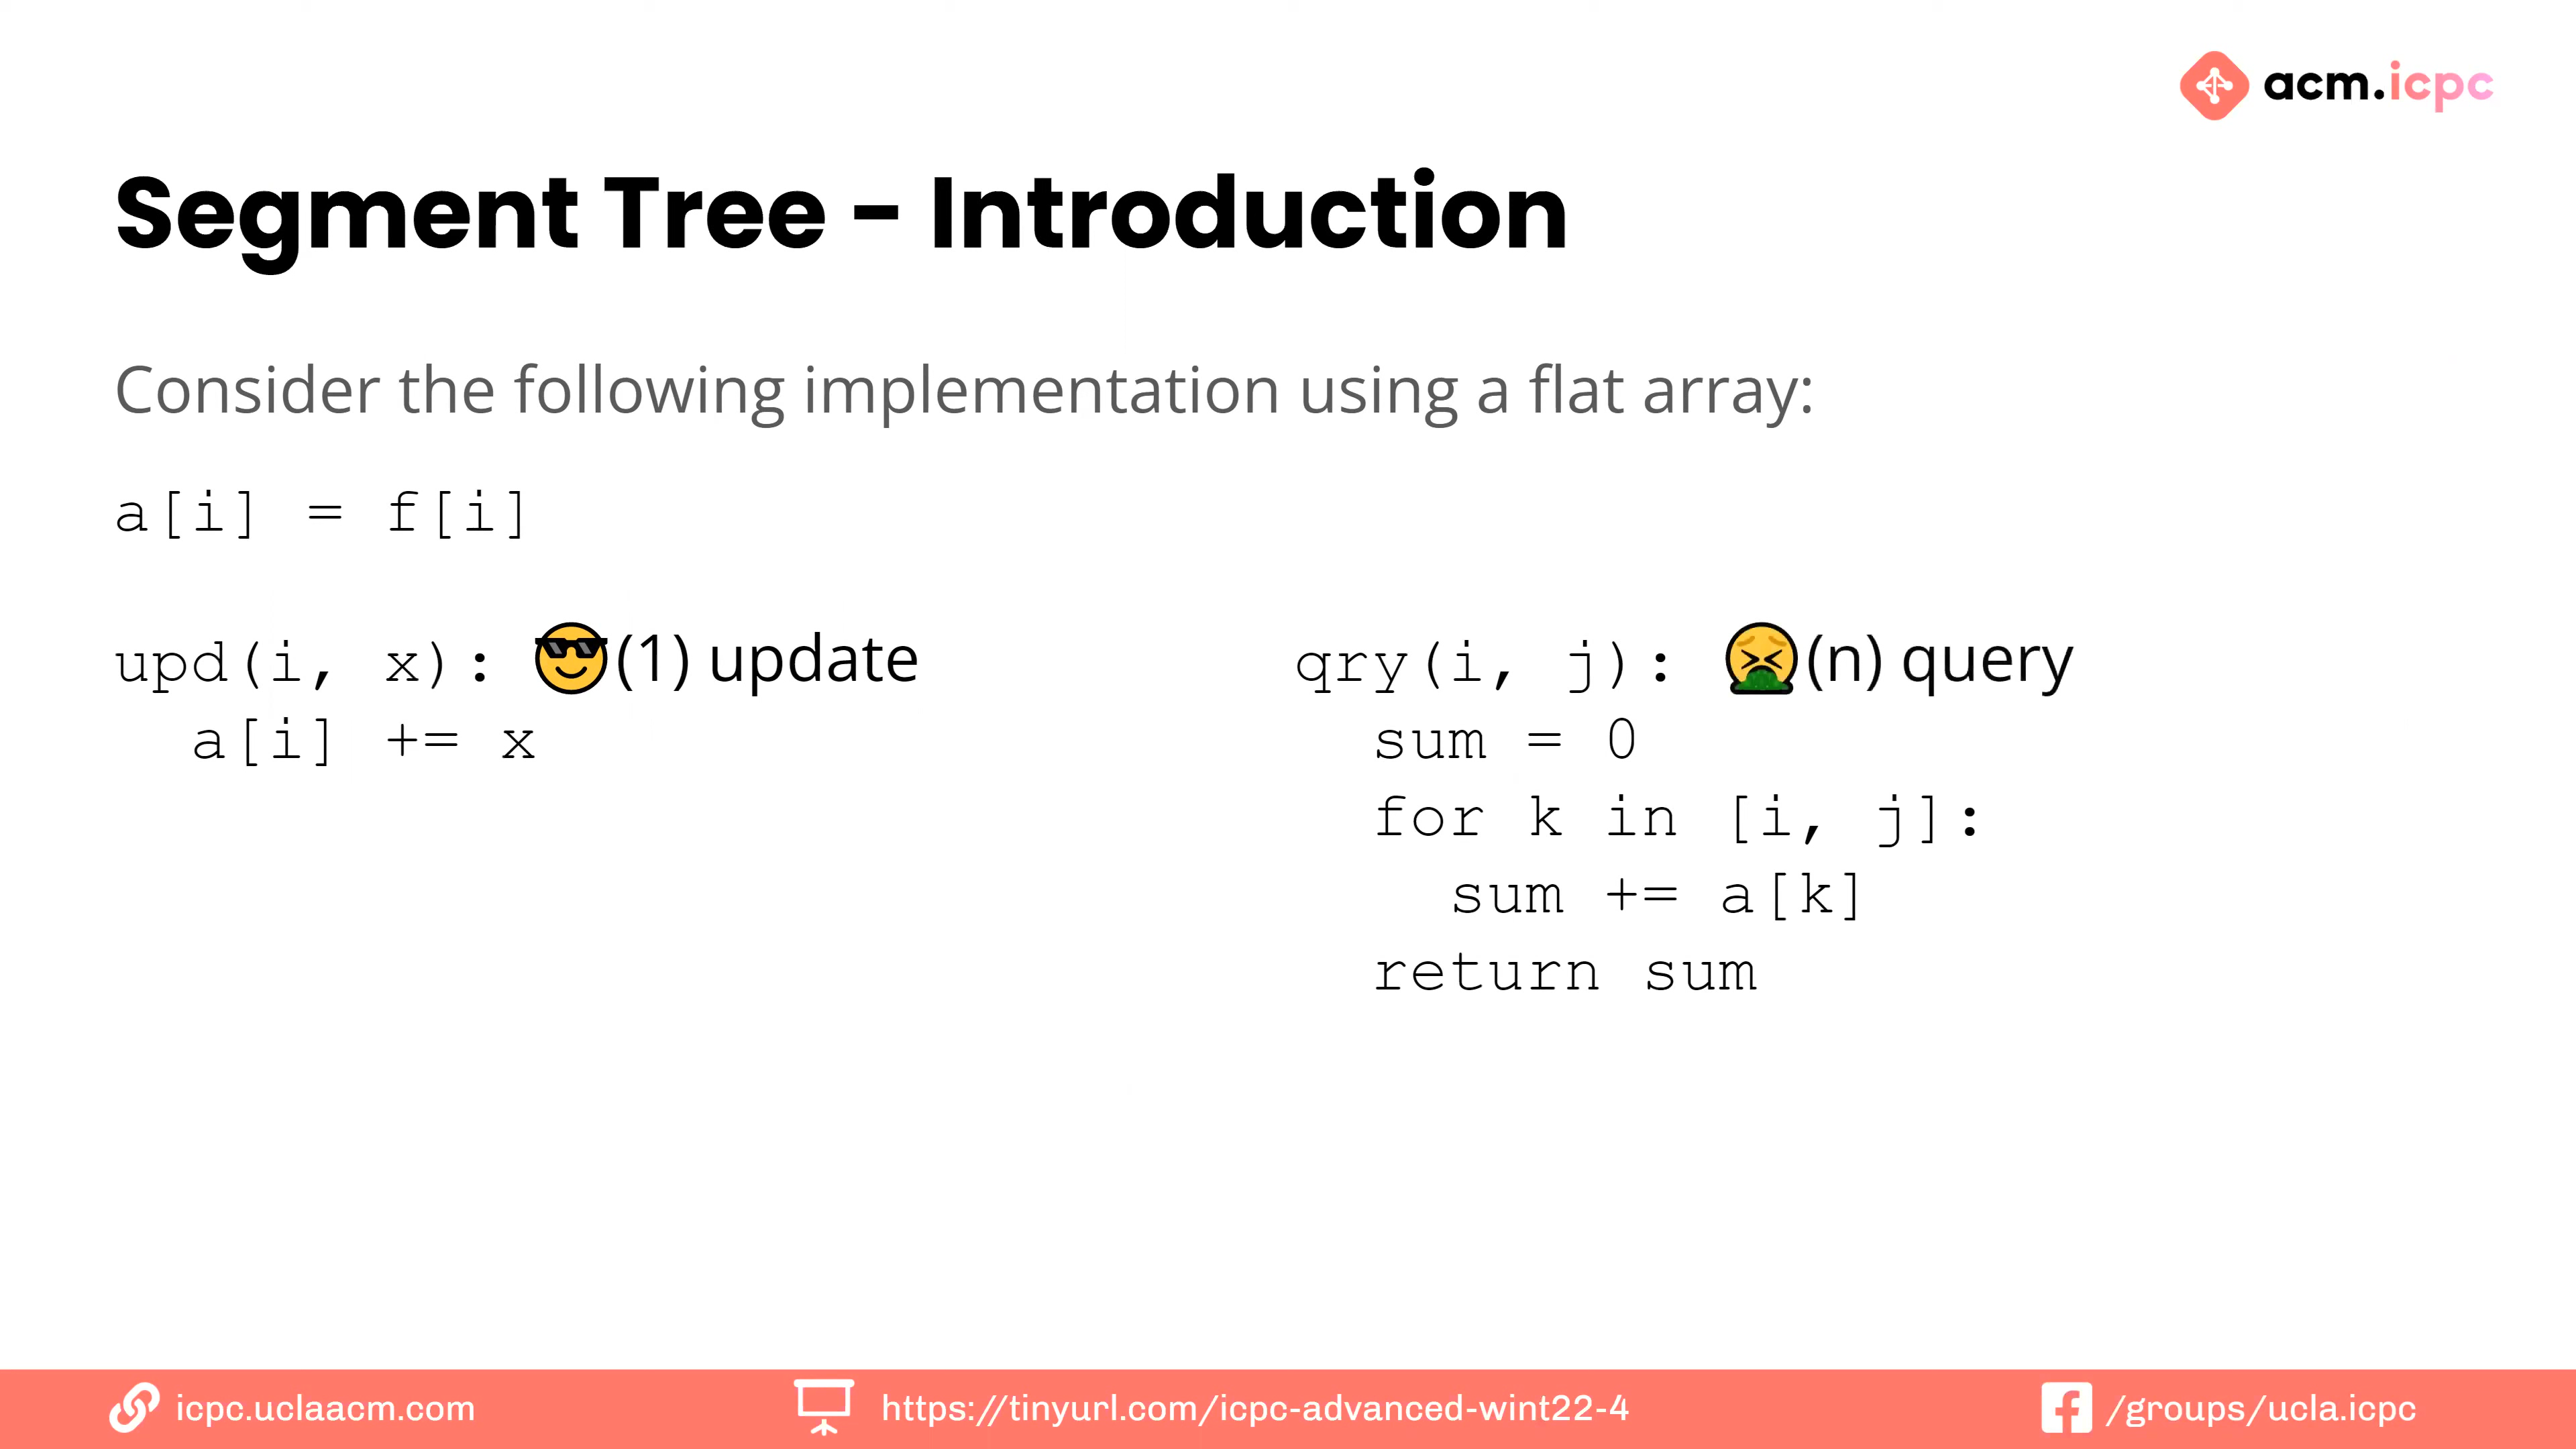 acm.icpc
Segment Tree - Introduction
Consider the following implementation using a flat array:
a[i] = f[i]
upd(i, x): 😎(1) update
a[i] += x
qry(i, j): 🤮(n) query
sum = 0
for k in [i, j]:
sum += a[k]
return sum
icpc.uclaacm.com
https://tinyurl.com/icpc-advanced-wint22-4
/groups/ucla.icpc